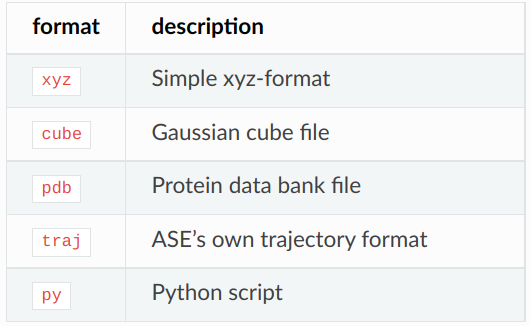 format description
xyz Simple xyz-format
cube Gaussian cube file
pdb Protein data bank file
traj ASE’s own trajectory format
py Python script